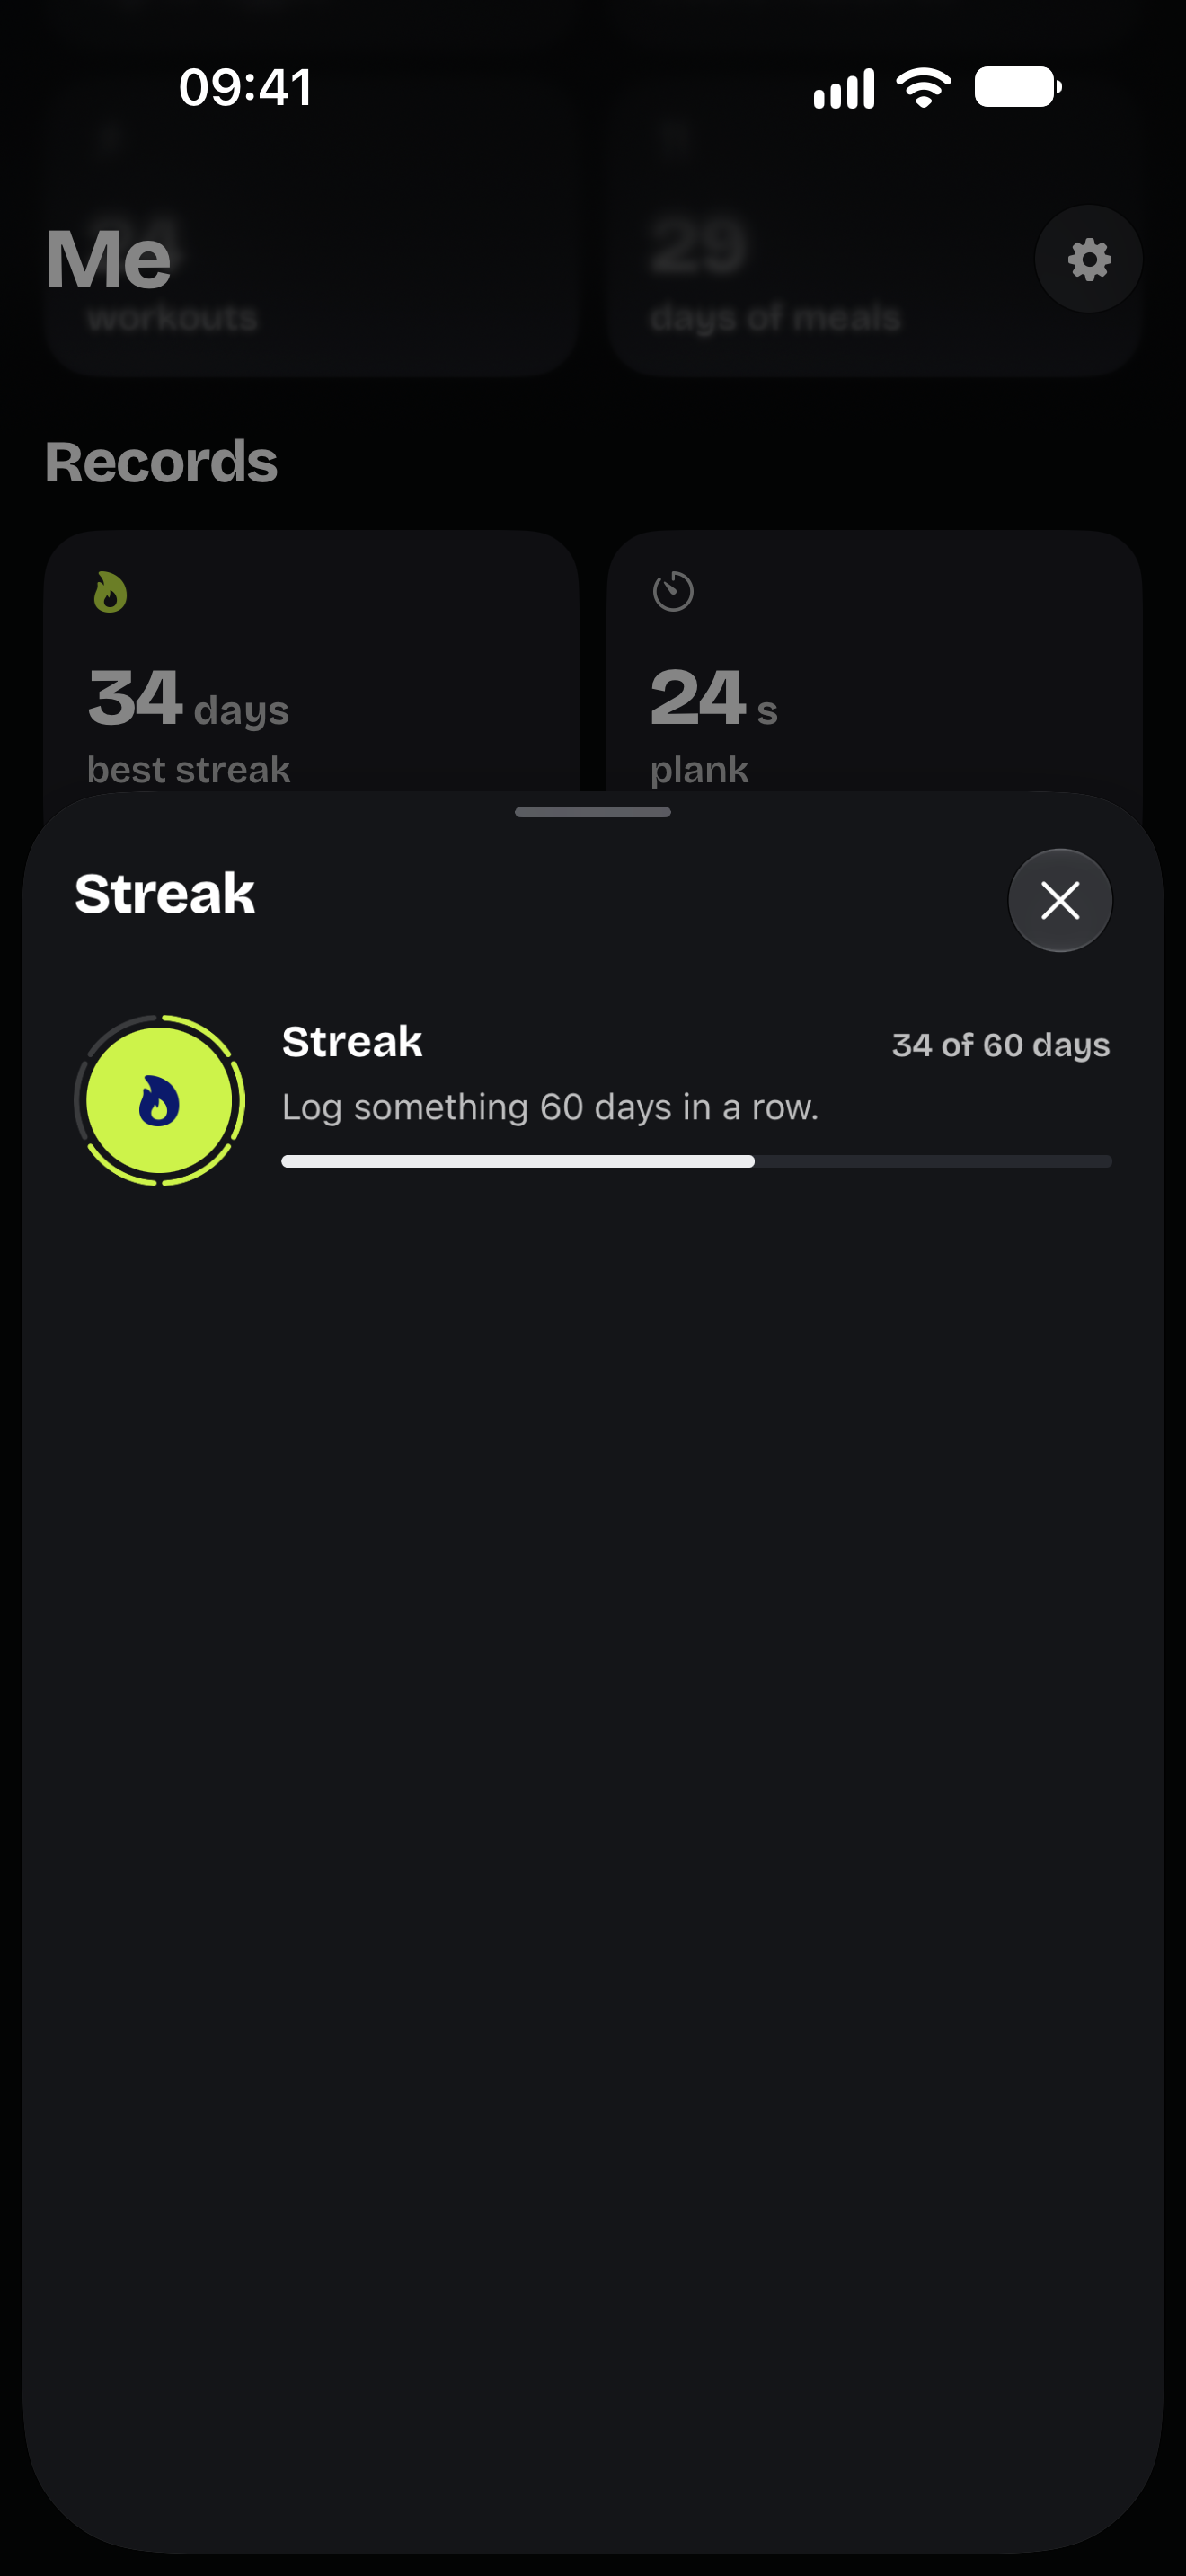 09:41
Me
29
workouts
days of meals
Records
34 days
24 s
best streak
plank
Streak
Streak
34 of 60 days
Log something 60 days in a row.